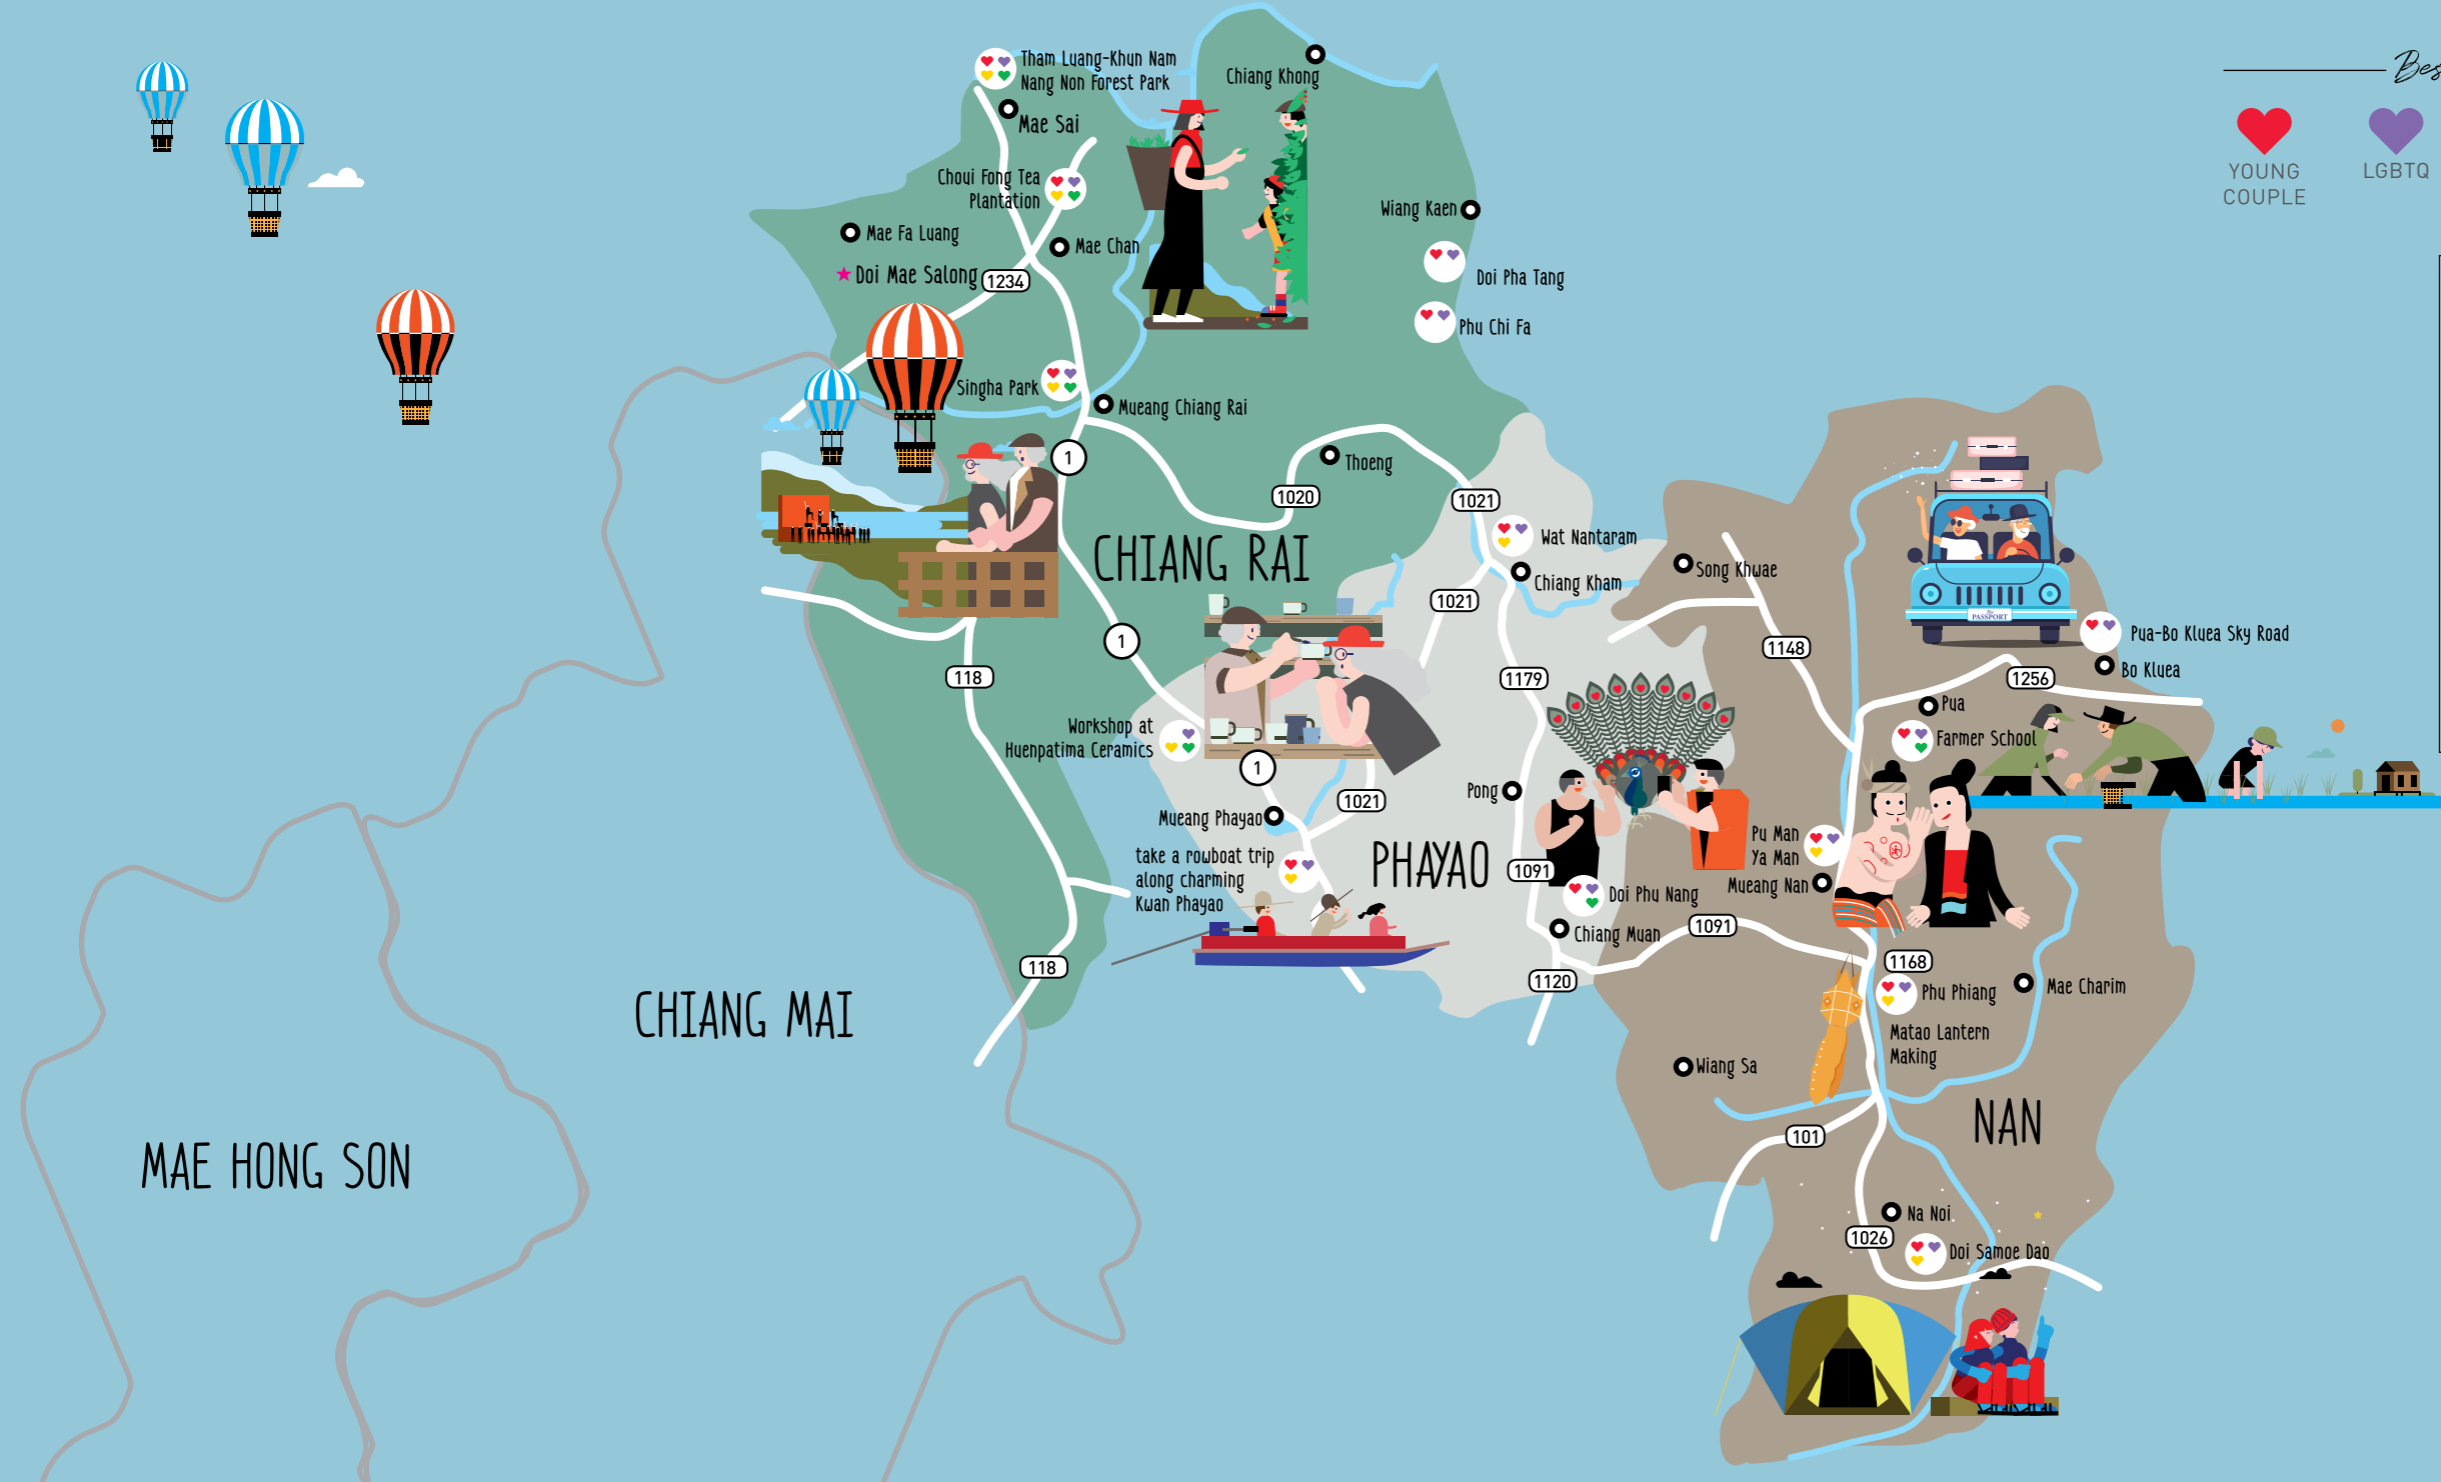 Tham Luang-Khun Nam
Nang Non Forest Park
Chiang Khong
Bes
YOUNG
COUPLE
LGBTQ
Mae Sai
Choui Fong Tea
Plantation
Wiang Kaen
Mae Fa Luang
Mae Chan
Doi Mae Salong
1234
Doi Pha Tang
Phu Chi Fa
Singha Park
Mueang Chiang Rai
1
Thoeng
1020
1021
Wat Nantaram
CHIANG RAI
Chiang Kham
Song Khwae
1021
PASSPORT
1
1148
Pua-Bo Kluea Sky Road
Bo Kluea
118
1179
1256
Pua
Workshop at
Huenpatima Ceramics
Farmer School
1
Pong
1021
Mueang Phayao
Pu Man
Ya Man
take a rowboat trip
along charming
Kwan Phayao
PHAYAO
1091
Doi Phu Nang
Mueang Nan
Chiang Muan
1091
118
1120
1168
Phu Phiang
Mae Charim
CHIANG MAI
Matao Lantern
Making
Wiang Sa
NAN
101
MAE HONG SON
Na Noi
1026
Doi Samoe Dao